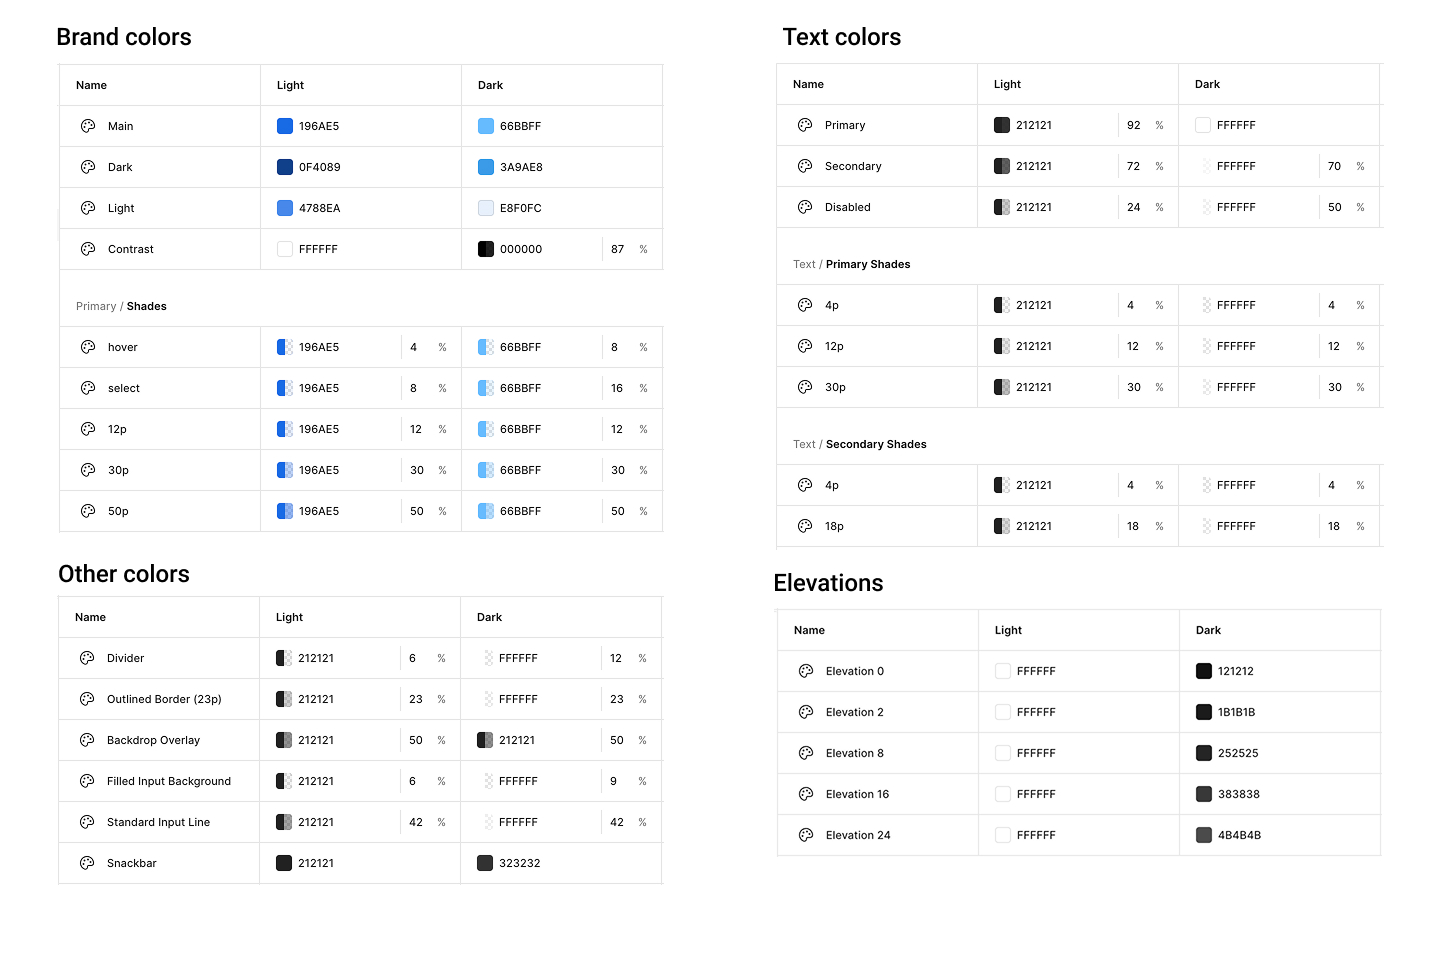 Brand colors
Name Light Dark
Main 196AE5 66BBFF
Dark 0F4089 3A9AE8
Light 4788EA E8F0FC
Contrast FFFFFF 000000 87 %
Primary / Shades
hover 196AE5 4 % 66BBFF 8 %
select 196AE5 8 % 66BBFF 16 %
12p 196AE5 12 % 66BBFF 12 %
30p 196AE5 30 % 66BBFF 30 %
50p 196AE5 50 % 66BBFF 50 %
Text colors
Name Light Dark
Primary 212121 92 % FFFFFF
Secondary 212121 72 % FFFFFF 70 %
Disabled 212121 24 % FFFFFF 50 %
Text / Primary Shades
4p 212121 4 % FFFFFF 4 %
12p 212121 12 % FFFFFF 12 %
30p 212121 30 % FFFFFF 30 %
Text / Secondary Shades
4p 212121 4 % FFFFFF 4 %
18p 212121 18 % FFFFFF 18 %
Other colors
Name Light Dark
Divider 212121 6 % FFFFFF 12 %
Outlined Border (23p) 212121 23 % FFFFFF 23 %
Backdrop Overlay 212121 50 % 212121 50 %
Filled Input Background 212121 6 % FFFFFF 9 %
Standard Input Line 212121 42 % FFFFFF 42 %
Snackbar 212121 323232
Elevations
Name Light Dark
Elevation 0 FFFFFF 121212
Elevation 2 FFFFFF 1B1B1B
Elevation 8 FFFFFF 252525
Elevation 16 FFFFFF 383838
Elevation 24 FFFFFF 4B4B4B